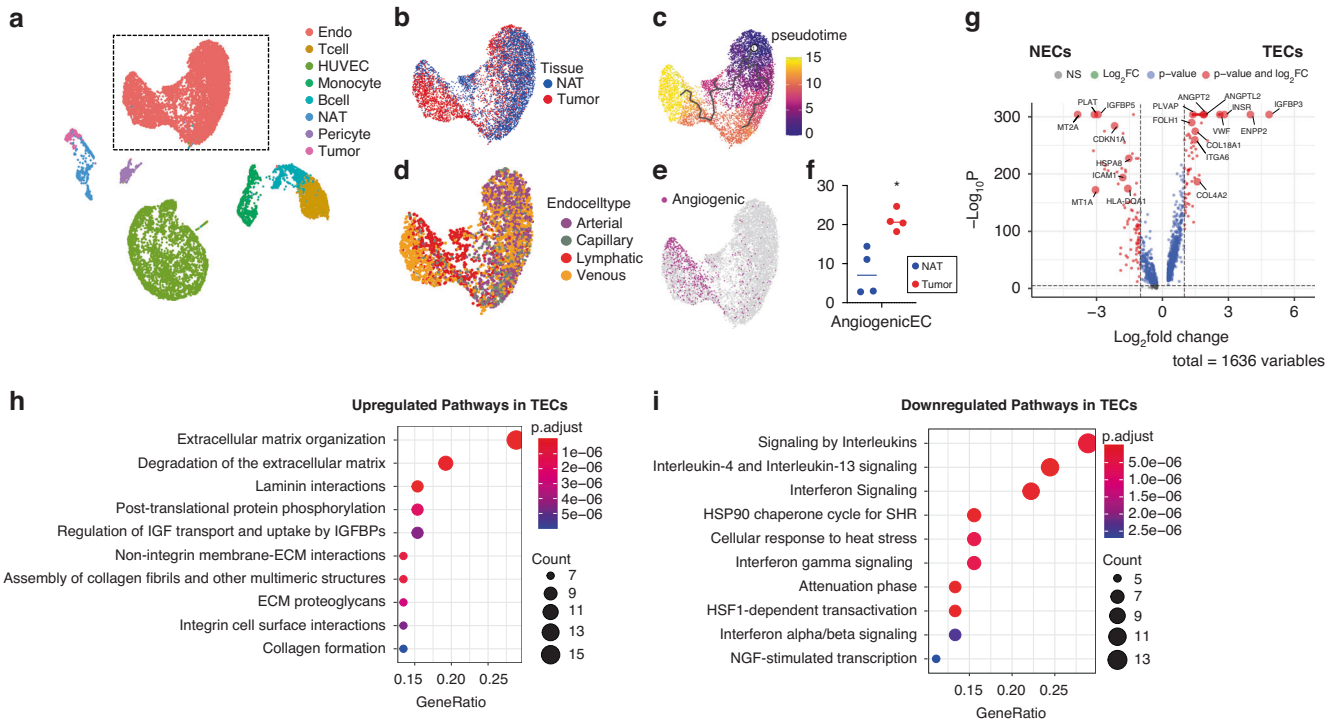 a
Endo
Tcell
HUVEC
Monocyte
Bcell
NAT
Pericyte
Tumor
b
Tissue
NAT
Tumor
c
pseudotime
15
10
5
0
d
Endocelltype
Arterial
Capillary
Lymphatic
Venous
e
Angiogenic
f
30
20
10
0
*
NAT
Tumor
AngiogenicEC
g
NECs
TECs
NS
Log2FC
p-value
p-value and log2FC
PLAT
IGFBP5
MT2A
CDKN1A
HSPA8
ICAM1
MT1A
HLA-DQA1
PLVAP
ANGPT2
ANGPTL2
FOLH1
INSR
IGFBP3
VWF
ENPP2
COL18A1
ITGA6
COL4A2
−Log10P
300
200
100
0
−3
0
3
6
Log2fold change
total = 1636 variables
h
Upregulated Pathways in TECs
Extracellular matrix organization
Degradation of the extracellular matrix
Laminin interactions
Post-translational protein phosphorylation
Regulation of IGF transport and uptake by IGFBPs
Non-integrin membrane-ECM interactions
Assembly of collagen fibrils and other multimeric structures
ECM proteoglycans
Integrin cell surface interactions
Collagen formation
0.15
0.20
0.25
GeneRatio
p.adjust
1e−06
2e−06
3e−06
4e−06
5e−06
Count
7
9
11
13
15
i
Downregulated Pathways in TECs
Signaling by Interleukins
Interleukin-4 and Interleukin-13 signaling
Interferon Signaling
HSP90 chaperone cycle for SHR
Cellular response to heat stress
Interferon gamma signaling
Attenuation phase
HSF1-dependent transactivation
Interferon alpha/beta signaling
NGF-stimulated transcription
0.15
0.20
0.25
GeneRatio
p.adjust
5.0e−06
1.0e−06
1.5e−06
2.0e−06
2.5e−06
Count
5
7
9
11
13